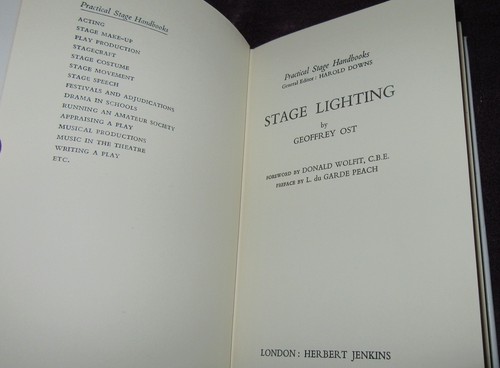 Practical Stage Handbooks
ACTING
STAGE MAKE-UP
PLAY PRODUCTION
STAGECRAFT
STAGE COSTUME
STAGE MOVEMENT
STAGE SPEECH
FESTIVALS AND ADJUDICATIONS
DRAMA IN SCHOOLS
RUNNING AN AMATEUR SOCIETY
APPRAISING A PLAY
MUSICAL PRODUCTIONS
MUSIC IN THE THEATRE
WRITING A PLAY
ETC.
Practical Stage Handbooks
General Editor: HAROLD DOWNS
STAGE LIGHTING
by
GEOFFREY OST
FOREWORD BY DONALD WOLFIT, C.B.E.
PREFACE BY L. du GARDE PEACH
LONDON: HERBERT JENKINS